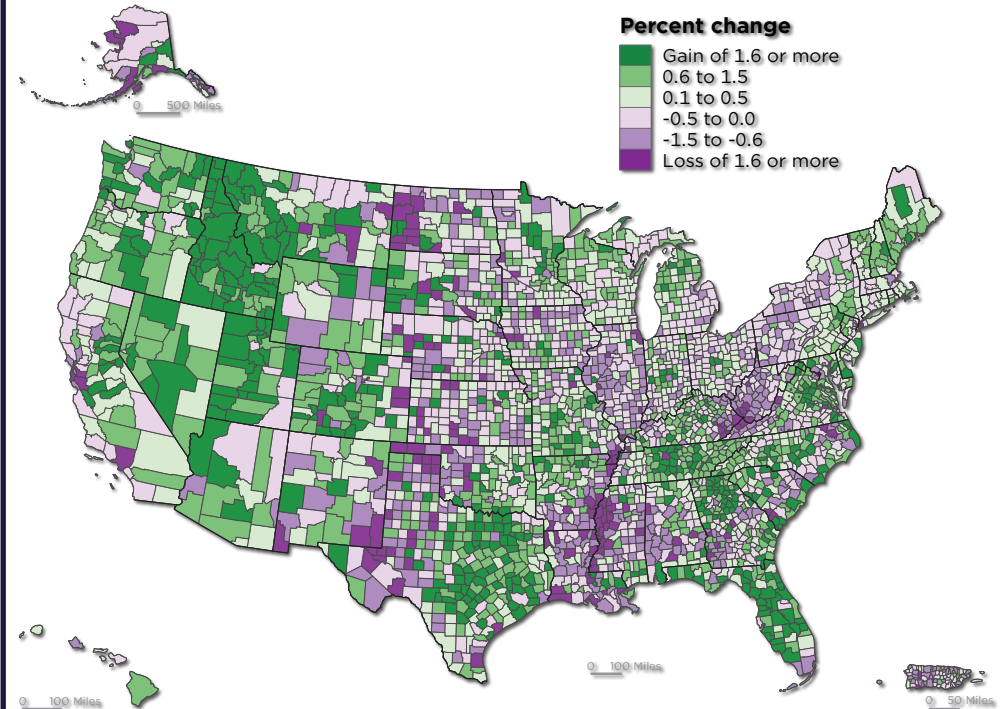 Percent change
Gain of 1.6 or more
0.6 to 1.5
0.1 to 0.5
-0.5 to 0.0
-1.5 to -0.6
Loss of 1.6 or more
0 500 Miles
0 100 Miles
0 100 Miles
0 50 Miles